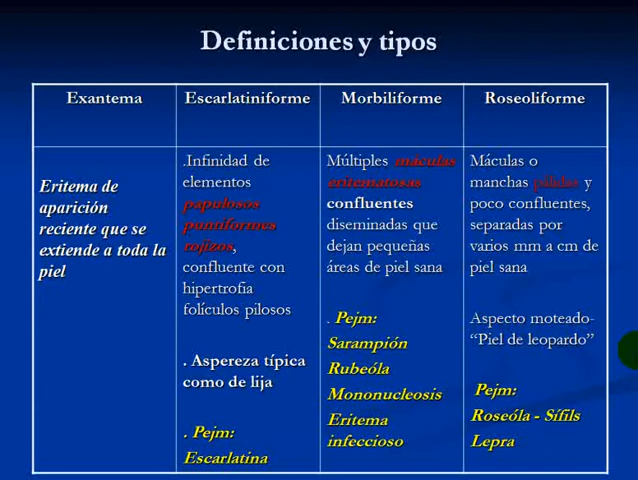 Definiciones y tipos
Exantema
Escarlatiniforme
Morbiliforme
Roseoliforme
Eritema de
aparición
reciente que se
extiende a toda la
piel
.Infinidad de
elementos
papulosos
puntiformes
rojizos,
confluente con
hipertrofia
folículos pilosos
. Aspereza típica
como de lija
. Pejm:
Escarlatina
Múltiples máculas
eritematosas
confluentes
diseminadas que
dejan pequeñas
áreas de piel sana
. Pejm:
Sarampión
Rubeóla
Mononucleosis
Eritema
infeccioso
Máculas o
manchas pálidas y
poco confluentes,
separadas por
varios mm a cm de
piel sana
Aspecto moteado-
“Piel de leopardo”
Pejm:
Roseóla - Sífils
Lepra